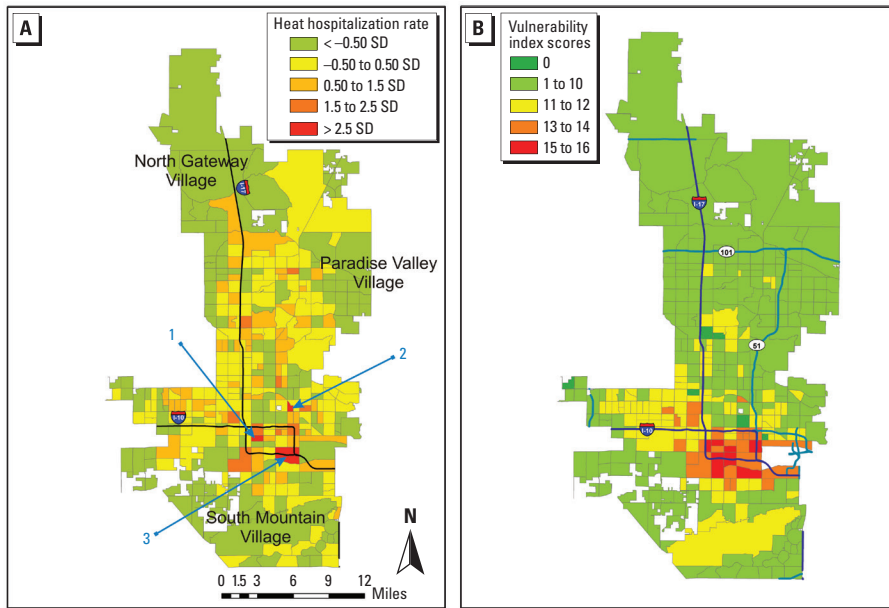 A
Heat hospitalization rate
< –0.50 SD
–0.50 to 0.50 SD
0.50 to 1.5 SD
1.5 to 2.5 SD
> 2.5 SD
North Gateway
Village
I-17
Paradise Valley
Village
1
2
I-10
3
South Mountain
Village
N
0 1.5 3 6 9 12
Miles
B
Vulnerability
index scores
0
1 to 10
11 to 12
13 to 14
15 to 16
I-17
101
51
I-10